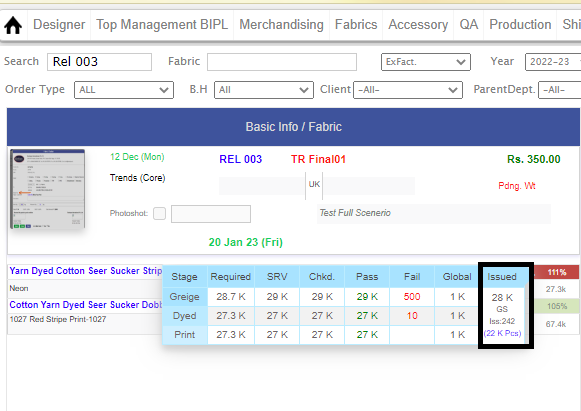 Designer Top Management BIPL Merchandising Fabrics Accessory QA Production Shi
Search Rel 003 Fabric ExFact. Year 2022-23
Order Type ALL B.H All Client -All- ParentDept. -All-
Basic Info / Fabric
12 Dec (Mon) REL 003 TR Final01 Rs. 350.00
Trends (Core) UK Pdng. Wt
Photoshot: Test Full Scenerio
20 Jan 23 (Fri)
Yarn Dyed Cotton Seer Sucker Strip 111%
Neon 27.3k
Cotton Yarn Dyed Seer Sucker Dobb 105%
1027 Red Stripe Print-1027 67.4k
Stage Required SRV Chkd. Pass Fail Global Issued
Greige 28.7 K 29 K 29 K 29 K 500 1 K 28 K
GS
Dyed 27.3 K 27 K 27 K 27 K 10 1 K Iss:242
Print 27.3 K 27 K 27 K 27 K 1 K (22 K Pcs)